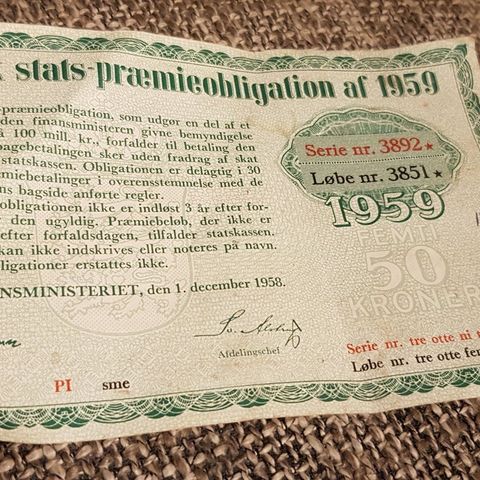 stats-præmieobligation af 1959
-præmieobligation, som udgør en del af et
den finansministeren givne bemyndigelse
å 100 mill. kr., forfalder til betaling den
bagebetalingen sker uden fradrag af skat
statskassen. Obligationen er delagtig i 30
miebetalinger i overensstemmelse med de
ns bagside anførte regler.
obligationen ikke er indløst 3 år efter for-
r den ugyldig. Præmiebeløb, der ikke er
efter forfaldsdagen, tilfalder statskassen.
kan ikke indskrives eller noteres på navn.
ligationer erstattes ikke.
NSMINISTERIET, den 1. december 1958.
Afdelingschef
PI sme
Serie nr. 3892 *
Løbe nr. 3851 *
1959
50
KRONER
Serie nr. tre otte ni t
Løbe nr. tre otte fem